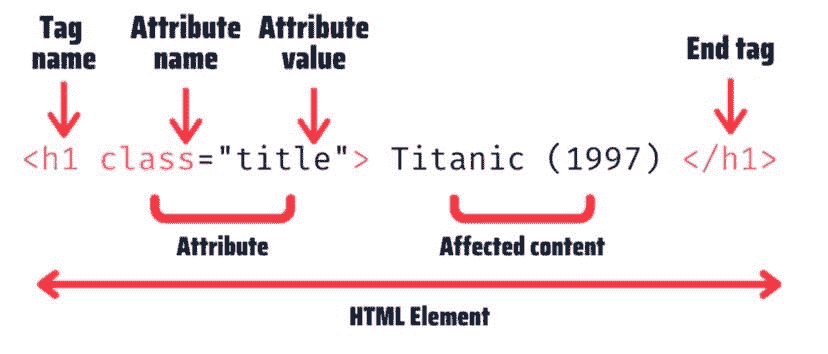 Tag
name
Attribute
name
Attribute
value
End tag
<h1 class="title"> Titanic (1997) </h1>
Attribute
Affected content
HTML Element